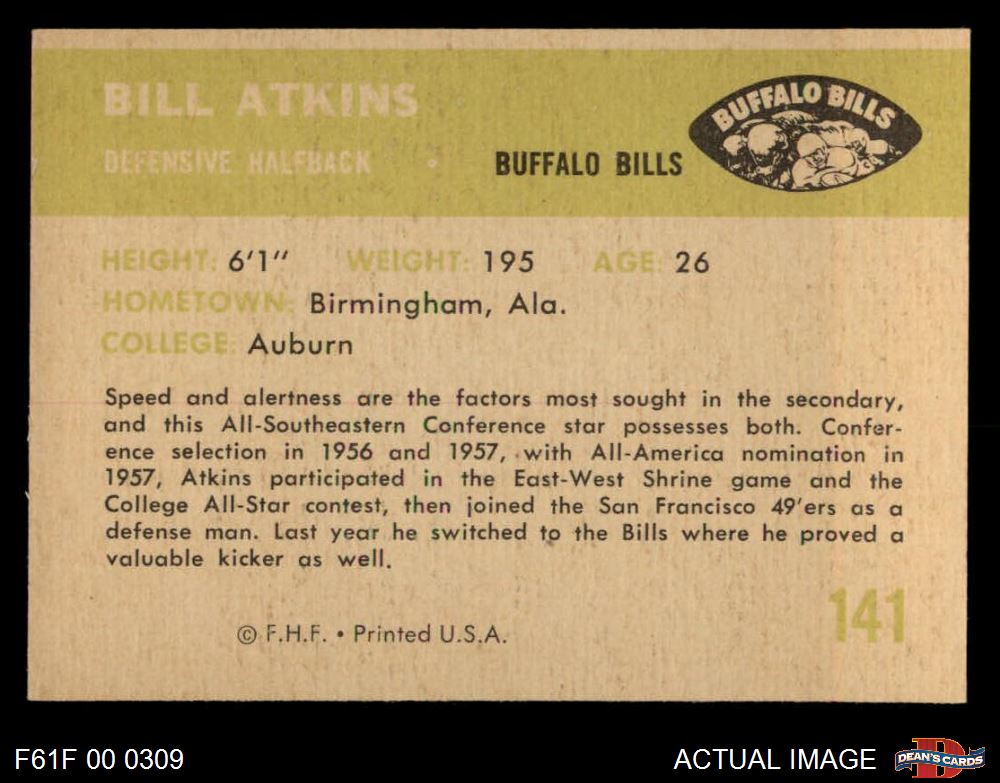 BILL ATKINS
DEFENSIVE HALFBACK
BUFFALO BILLS
BUFFALO BILLS
HEIGHT: 6'1" WEIGHT: 195 AGE: 26
HOMETOWN: Birmingham, Ala.
COLLEGE: Auburn
Speed and alertness are the factors most sought in the secondary,
and this All-Southeastern Conference star possesses both. Confer-
ence selection in 1956 and 1957, with All-America nomination in
1957, Atkins participated in the East-West Shrine game and the
College All-Star contest, then joined the San Francisco 49'ers as a
defense man. Last year he switched to the Bills where he proved a
valuable kicker as well.
141
© F.H.F. • Printed U.S.A.
F61F 00 0309
ACTUAL IMAGE
D
DEAN'S CARDS